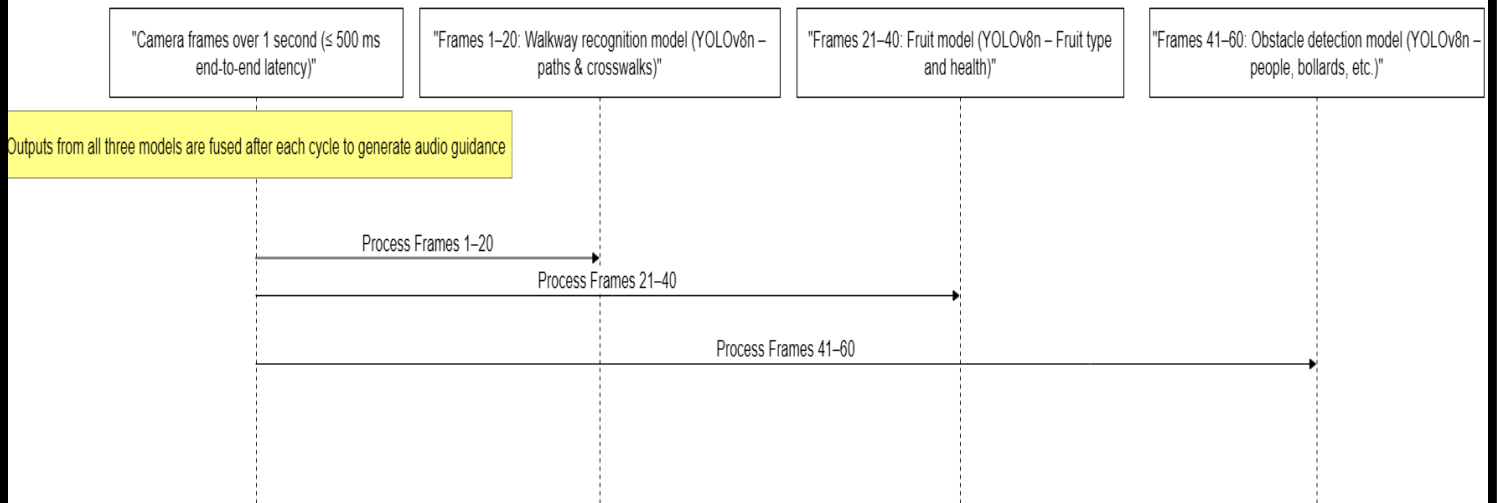 "Camera frames over 1 second (≤ 500 ms
end-to-end latency)"
"Frames 1–20: Walkway recognition model (YOLOv8n –
paths & crosswalks)"
"Frames 21–40: Fruit model (YOLOv8n – Fruit type
and health)"
"Frames 41–60: Obstacle detection model (YOLOv8n –
people, bollards, etc.)"
Outputs from all three models are fused after each cycle to generate audio guidance
Process Frames 1–20
Process Frames 21–40
Process Frames 41–60